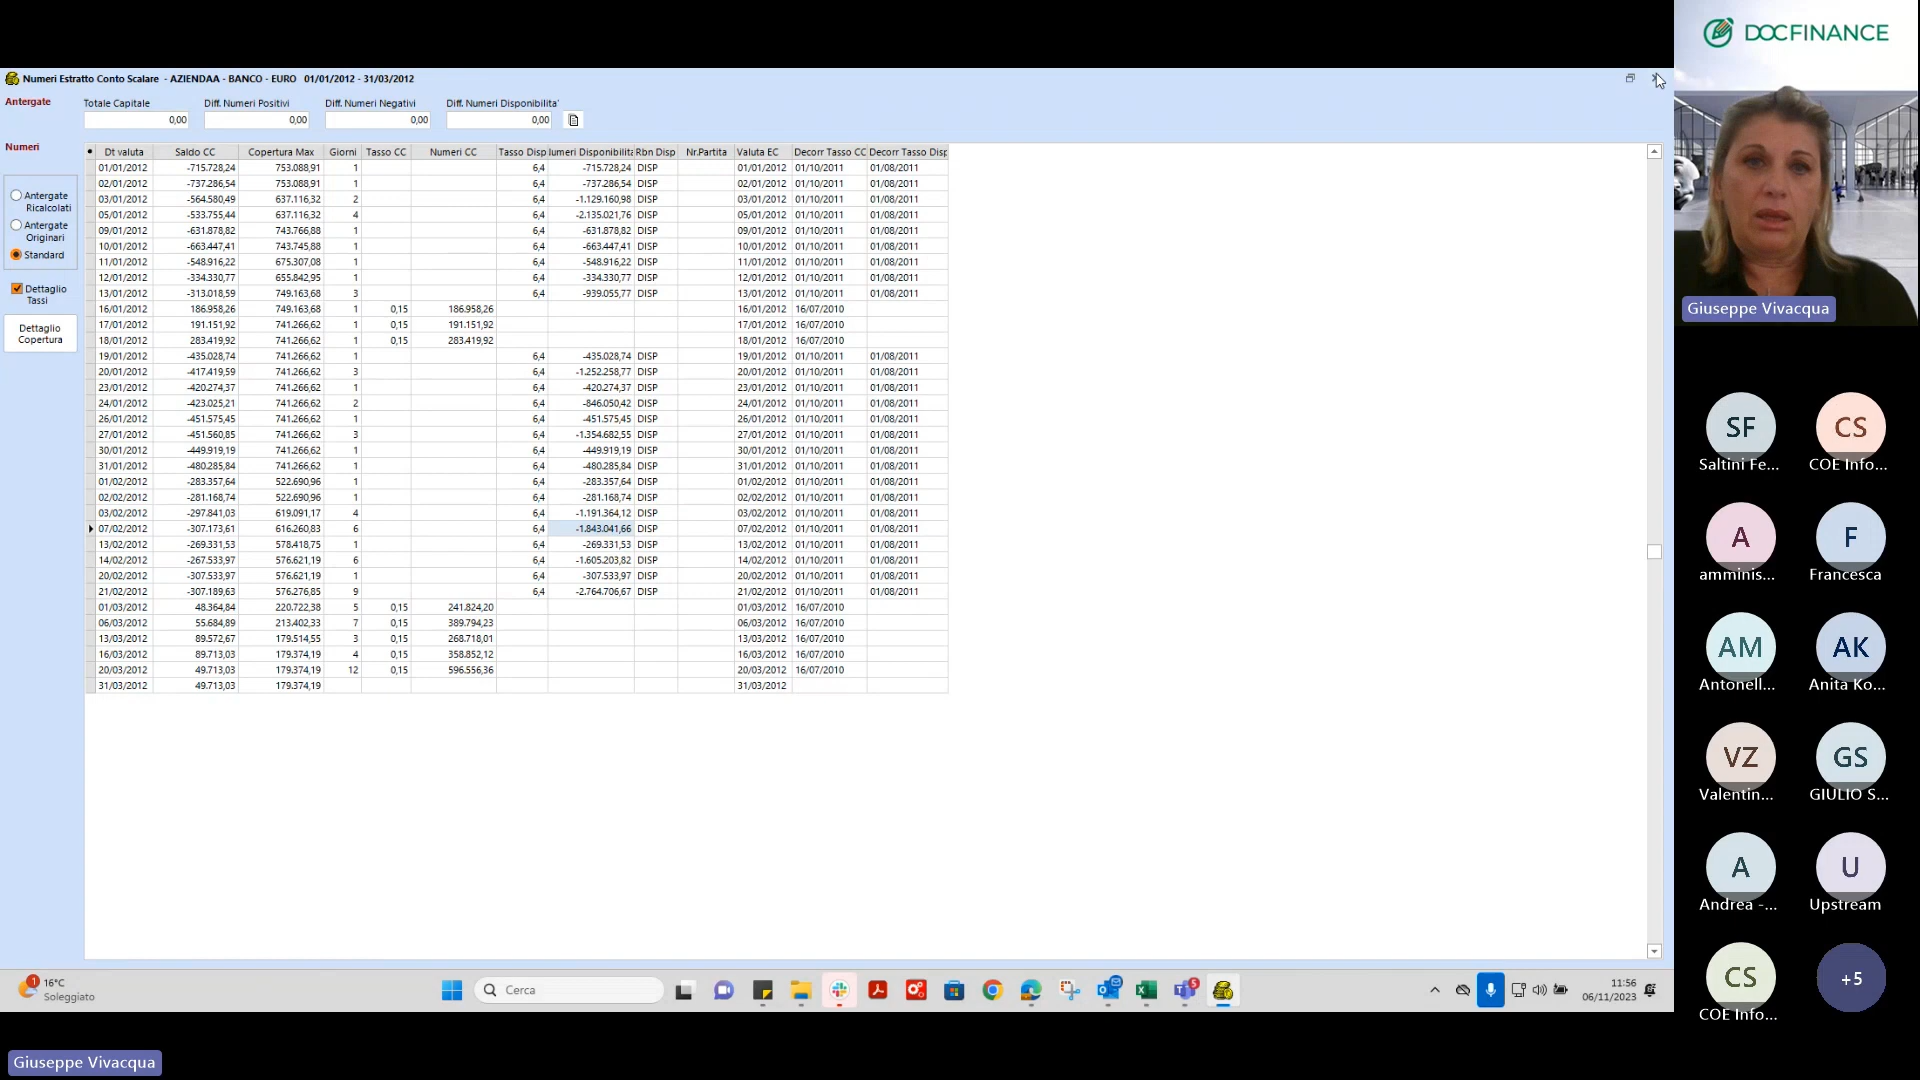 DOCFINANCE
Numeri Estratto Conto Scalare - AZIENDAA - BANCO - EURO 01/01/2012 - 31/03/2012
Antergate
Totale Capitale Diff. Numeri Positivi Diff. Numeri Negativi Diff. Numeri Disponibilita'
0,00 0,00 0,00 0,00
Numeri
Antergate
Ricalcolati
Antergate
Originari
Standard
Dettaglio
Tassi
Dettaglio
Copertura
Dt valuta Saldo CC Copertura Max Giorni Tasso CC Numeri CC Tasso Disp umeri Disponibilità Rbn Disp Nr.Partita Valuta EC Decorr Tasso CC Decorr Tasso Disp
01/01/2012 -715.728,24 753.088,91 1 6,4 -715.728,24 DISP 01/01/2012 01/10/2011 01/08/2011
02/01/2012 -737.286,54 753.088,91 1 6,4 -737.286,54 DISP 02/01/2012 01/10/2011 01/08/2011
03/01/2012 -564.580,49 637.116,32 2 6,4 -1.129.160,98 DISP 03/01/2012 01/10/2011 01/08/2011
05/01/2012 -533.755,44 637.116,32 4 6,4 -2.135.021,76 DISP 05/01/2012 01/10/2011 01/08/2011
09/01/2012 -631.878,82 743.766,88 1 6,4 -631.878,82 DISP 09/01/2012 01/10/2011 01/08/2011
10/01/2012 -663.447,41 743.745,88 1 6,4 -663.447,41 DISP 10/01/2012 01/10/2011 01/08/2011
11/01/2012 -548.916,22 675.307,08 1 6,4 -548.916,22 DISP 11/01/2012 01/10/2011 01/08/2011
12/01/2012 -334.330,77 655.842,95 1 6,4 -334.330,77 DISP 12/01/2012 01/10/2011 01/08/2011
13/01/2012 -313.018,59 749.163,68 3 6,4 -939.055,77 DISP 13/01/2012 01/10/2011 01/08/2011
16/01/2012 186.958,26 749.163,68 1 0,15 186.958,26 16/01/2012 16/07/2010
17/01/2012 191.151,92 741.266,62 1 0,15 191.151,92 17/01/2012 16/07/2010
18/01/2012 283.419,92 741.266,62 1 0,15 283.419,92 18/01/2012 16/07/2010
19/01/2012 -435.028,74 741.266,62 1 6,4 -435.028,74 DISP 19/01/2012 01/10/2011 01/08/2011
20/01/2012 -417.419,59 741.266,62 3 6,4 -1.252.258,77 DISP 20/01/2012 01/10/2011 01/08/2011
23/01/2012 -420.274,37 741.266,62 1 6,4 -420.274,37 DISP 23/01/2012 01/10/2011 01/08/2011
24/01/2012 -423.025,21 741.266,62 2 6,4 -846.050,42 DISP 24/01/2012 01/10/2011 01/08/2011
26/01/2012 -451.575,45 741.266,62 1 6,4 -451.575,45 DISP 26/01/2012 01/10/2011 01/08/2011
27/01/2012 -451.560,85 741.266,62 3 6,4 -1.354.682,55 DISP 27/01/2012 01/10/2011 01/08/2011
30/01/2012 -449.919,19 741.266,62 1 6,4 -449.919,19 DISP 30/01/2012 01/10/2011 01/08/2011
31/01/2012 -480.285,84 741.266,62 1 6,4 -480.285,84 DISP 31/01/2012 01/10/2011 01/08/2011
01/02/2012 -283.357,64 522.690,96 1 6,4 -283.357,64 DISP 01/02/2012 01/10/2011 01/08/2011
02/02/2012 -281.168,74 522.690,96 1 6,4 -281.168,74 DISP 02/02/2012 01/10/2011 01/08/2011
03/02/2012 -297.841,03 619.091,17 4 6,4 -1.191.364,12 DISP 03/02/2012 01/10/2011 01/08/2011
07/02/2012 -307.173,61 616.260,83 6 6,4 -1.843.041,66 DISP 07/02/2012 01/10/2011 01/08/2011
13/02/2012 -269.331,53 578.418,75 1 6,4 -269.331,53 DISP 13/02/2012 01/10/2011 01/08/2011
14/02/2012 -267.533,97 576.621,19 6 6,4 -1.605.203,82 DISP 14/02/2012 01/10/2011 01/08/2011
20/02/2012 -307.533,97 576.621,19 1 6,4 -307.533,97 DISP 20/02/2012 01/10/2011 01/08/2011
21/02/2012 -307.189,63 576.276,85 9 6,4 -2.764.706,67 DISP 21/02/2012 01/10/2011 01/08/2011
01/03/2012 48.364,84 220.722,38 5 0,15 241.824,20 01/03/2012 16/07/2010
06/03/2012 55.684,89 213.402,33 7 0,15 389.794,23 06/03/2012 16/07/2010
13/03/2012 89.572,67 179.514,55 3 0,15 268.718,01 13/03/2012 16/07/2010
16/03/2012 89.713,03 179.374,19 4 0,15 358.852,12 16/03/2012 16/07/2010
20/03/2012 49.713,03 179.374,19 12 0,15 596.556,36 20/03/2012 16/07/2010
31/03/2012 49.713,03 179.374,19 31/03/2012
Giuseppe Vivacqua
SF CS
Saltini Fe... COE Info...
A F
amminis... Francesca
AM AK
Antonell... Anita Ko...
VZ GS
Valentin... GIULIO S...
A U
Andrea -... Upstream
CS +5
COE Info...
1 16°C
Soleggiato
Cerca
5
11:56
06/11/2023
Giuseppe Vivacqua